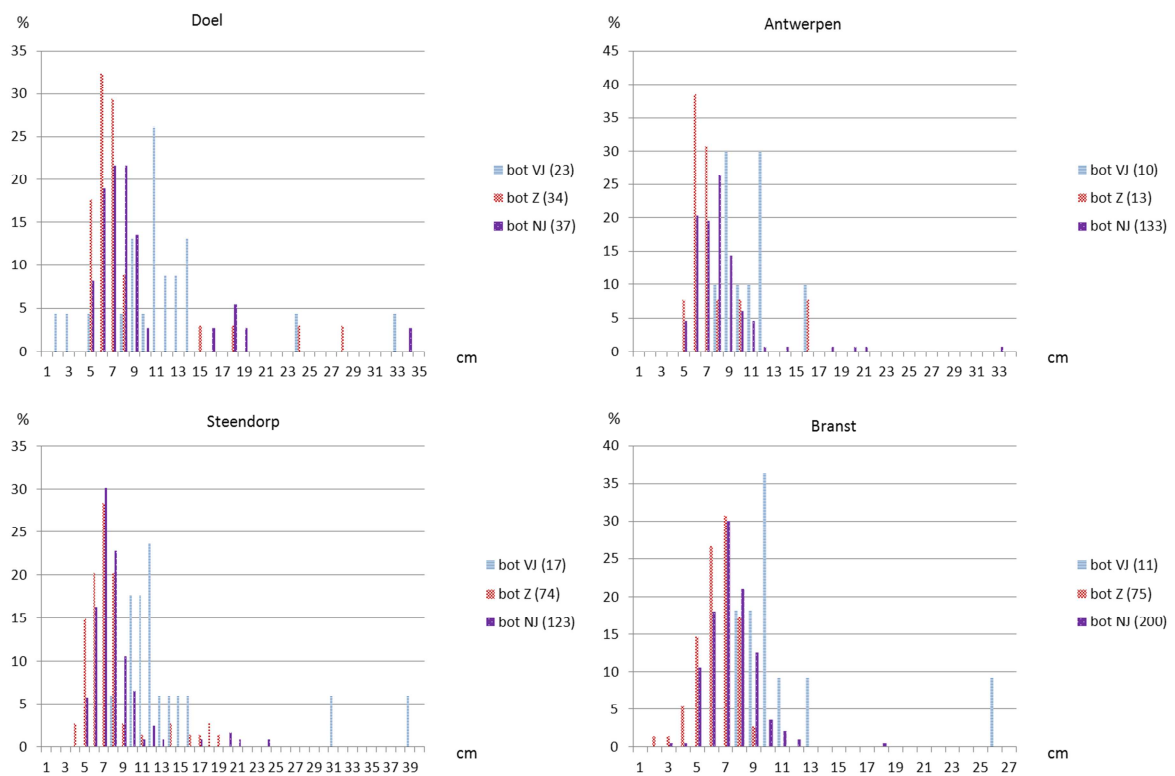 % Doel
35
30
25
20
15
10
5
0
1 3 5 7 9 11 13 15 17 19 21 23 25 27 29 31 33 35
cm
bot VJ (23)
bot Z (34)
bot NJ (37)
% Antwerpen
45
40
35
30
25
20
15
10
5
0
1 3 5 7 9 11 13 15 17 19 21 23 25 27 29 31 33
cm
bot VJ (10)
bot Z (13)
bot NJ (133)
% Steendorp
35
30
25
20
15
10
5
0
1 3 5 7 9 11 13 15 17 19 21 23 25 27 29 31 33 35 37 39
cm
bot VJ (17)
bot Z (74)
bot NJ (123)
% Branst
40
35
30
25
20
15
10
5
0
1 3 5 7 9 11 13 15 17 19 21 23 25 27
cm
bot VJ (11)
bot Z (75)
bot NJ (200)